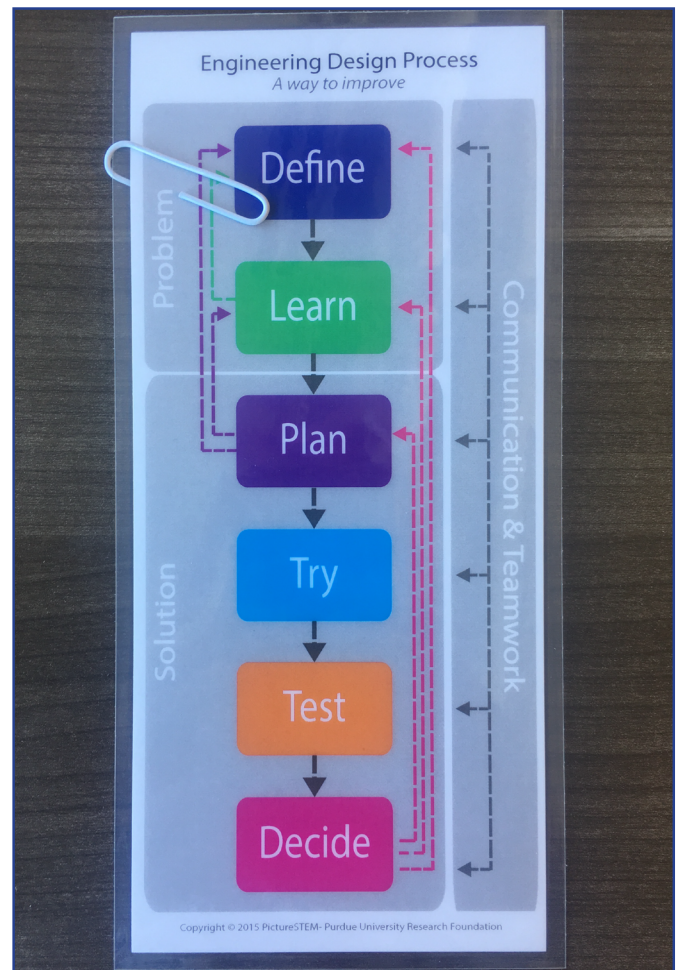 Engineering Design Process
A way to improve
Problem
Define
Learn
Solution
Plan
Try
Test
Decide
Communication & Teamwork
Copyright © 2015 PictureSTEM- Purdue University Research Foundation